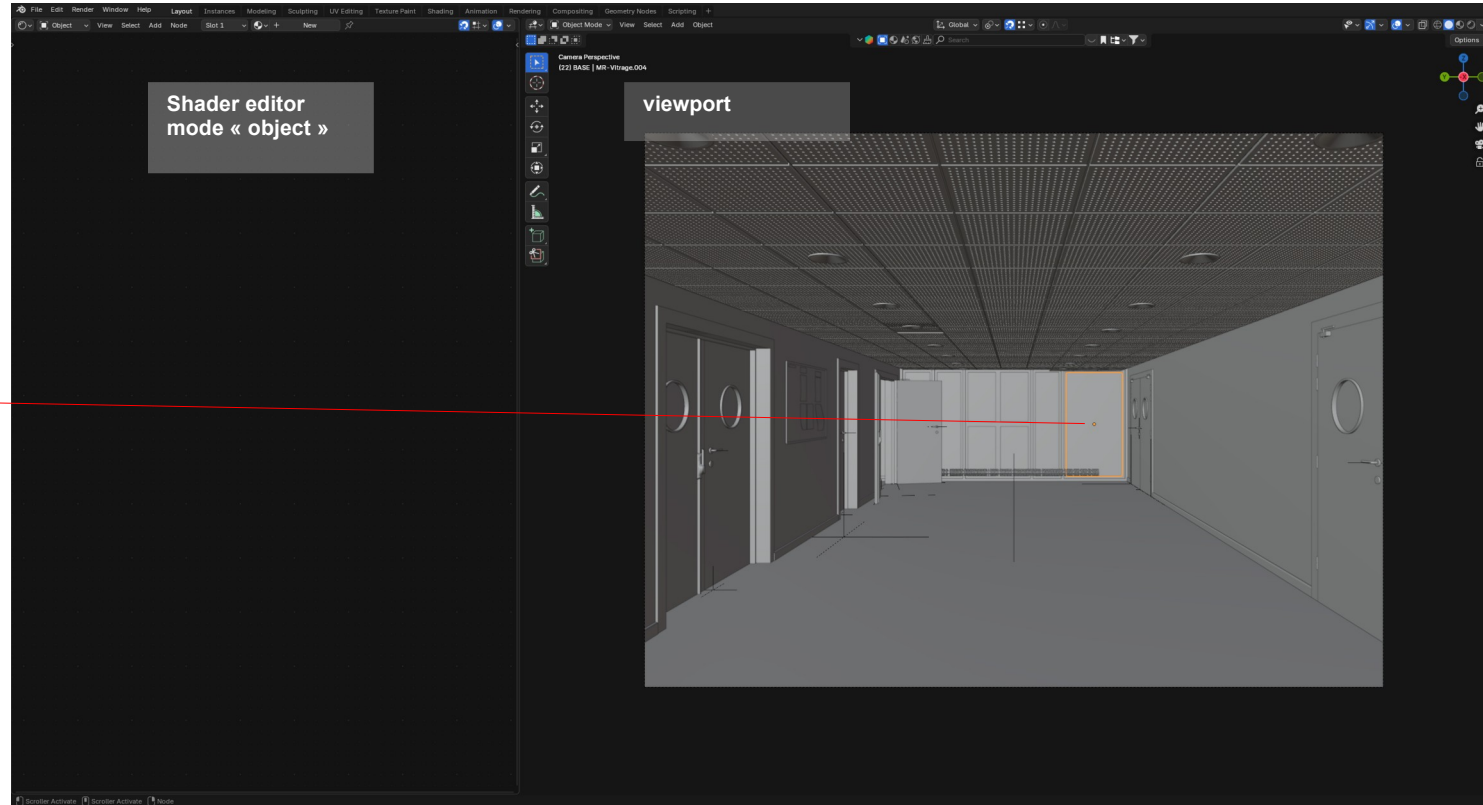 File Edit Render Window Help Layout Instances Modeling Sculpting UV Editing Texture Paint Shading Animation Rendering Compositing Geometry Nodes Scripting +
Object View Select Add Node Slot 1 New
Object Mode View Select Add Object Global
Search
Options
Camera Perspective
(22) BASE | MR-Vitrage.004
Z
Y
Shader editor
mode « object »
viewport
Scroller Activate Scroller Activate Node